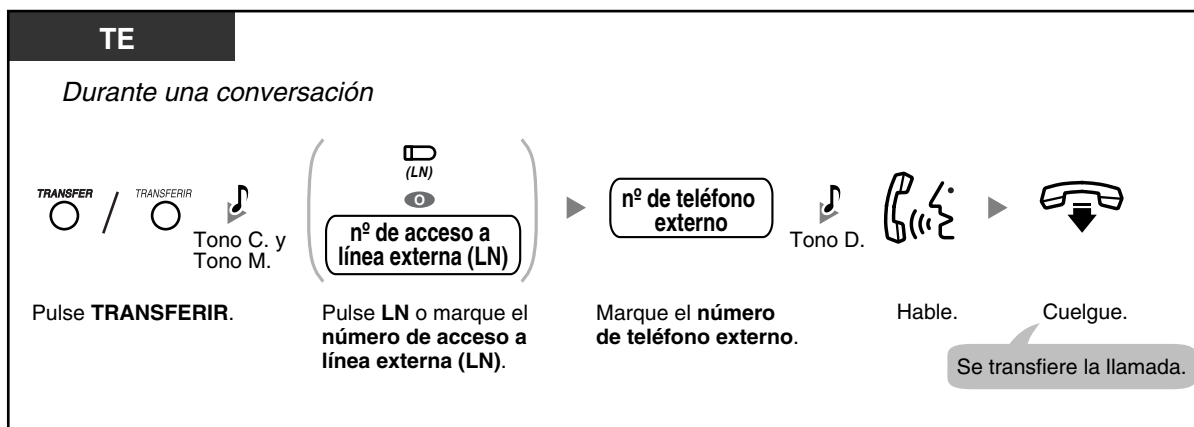 TE
Durante una conversación
TRANSFER / TRANSFERIR
Tono C. y
Tono M.
(LN)
O
nº de acceso a
línea externa (LN)
nº de teléfono
externo
Tono D.
Pulse TRANSFERIR.
Pulse LN o marque el
número de acceso a
línea externa (LN).
Marque el número
de teléfono externo.
Hable.
Cuelgue.
Se transfiere la llamada.